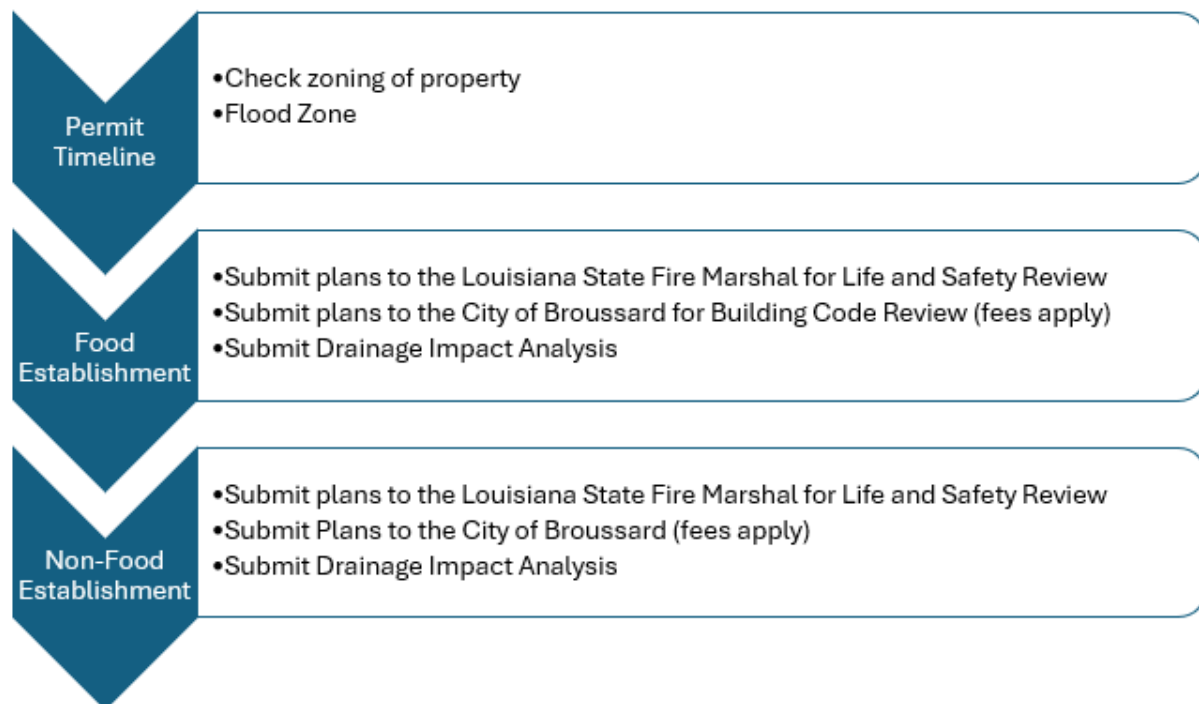 Permit
Timeline
•Check zoning of property
•Flood Zone
Food
Establishment
•Submit plans to the Louisiana State Fire Marshal for Life and Safety Review
•Submit plans to the City of Broussard for Building Code Review (fees apply)
•Submit Drainage Impact Analysis
Non-Food
Establishment
•Submit plans to the Louisiana State Fire Marshal for Life and Safety Review
•Submit Plans to the City of Broussard (fees apply)
•Submit Drainage Impact Analysis